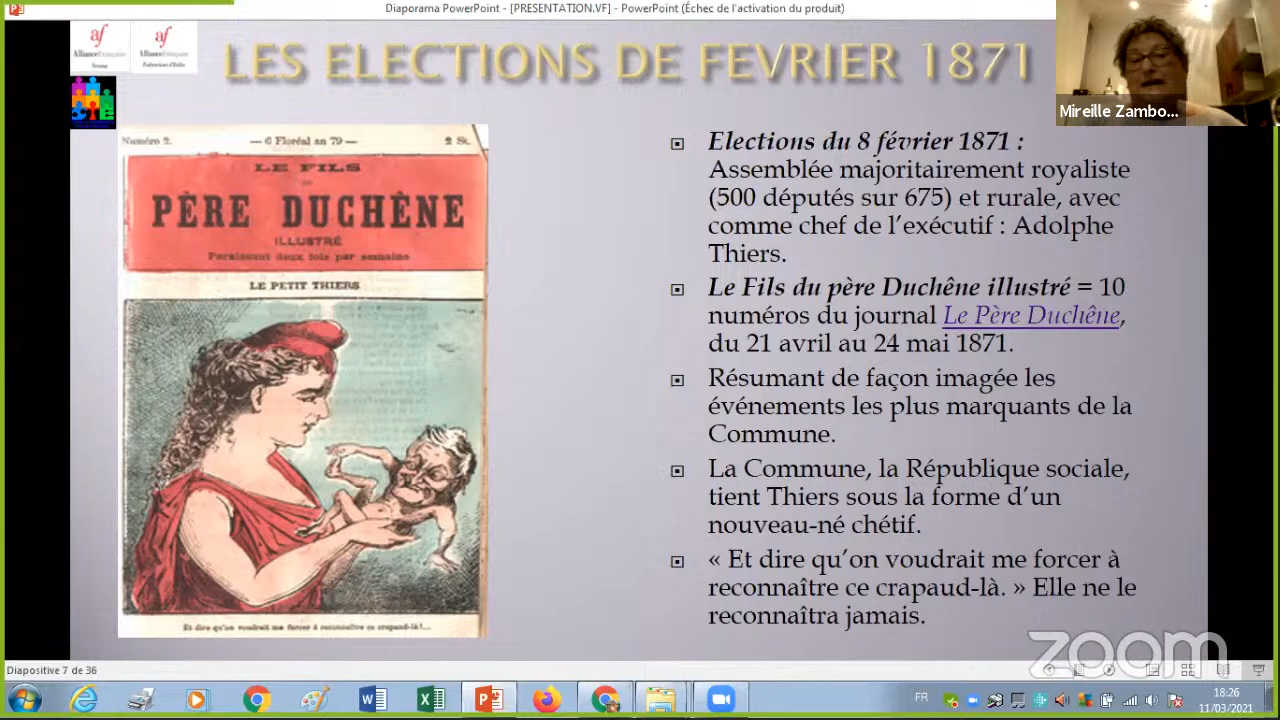 Diaporama PowerPoint - [PRESENTATION.VF] - PowerPoint (Échec de l'activation du produit)
af
AllianceFrançaise
af
AllianceFrançaise
LES ELECTIONS DE FEVRIER 1871
Mireille Zambo...
Numéro 2. — 6 Floréal an 79 — 2 St.
LE FILS
PÈRE DUCHÊNE
ILLUSTRÉ
Paraissant deux fois par semaine
LE PETIT THIERS
Et dire qu'on voudrait me forcer à reconnaître ce crapaud-là!...
Elections du 8 février 1871 :
Assemblée majoritairement royaliste
(500 députés sur 675) et rurale, avec
comme chef de l'exécutif : Adolphe
Thiers.
Le Fils du père Duchêne illustré = 10
numéros du journal Le Père Duchêne,
du 21 avril au 24 mai 1871.
Résumant de façon imagée les
événements les plus marquants de la
Commune.
La Commune, la République sociale,
tient Thiers sous la forme d'un
nouveau-né chétif.
« Et dire qu'on voudrait me forcer à
reconnaître ce crapaud-là. » Elle ne le
reconnaîtra jamais.
zoom
Diapositive 7 de 36
FR
18:26
11/03/2021